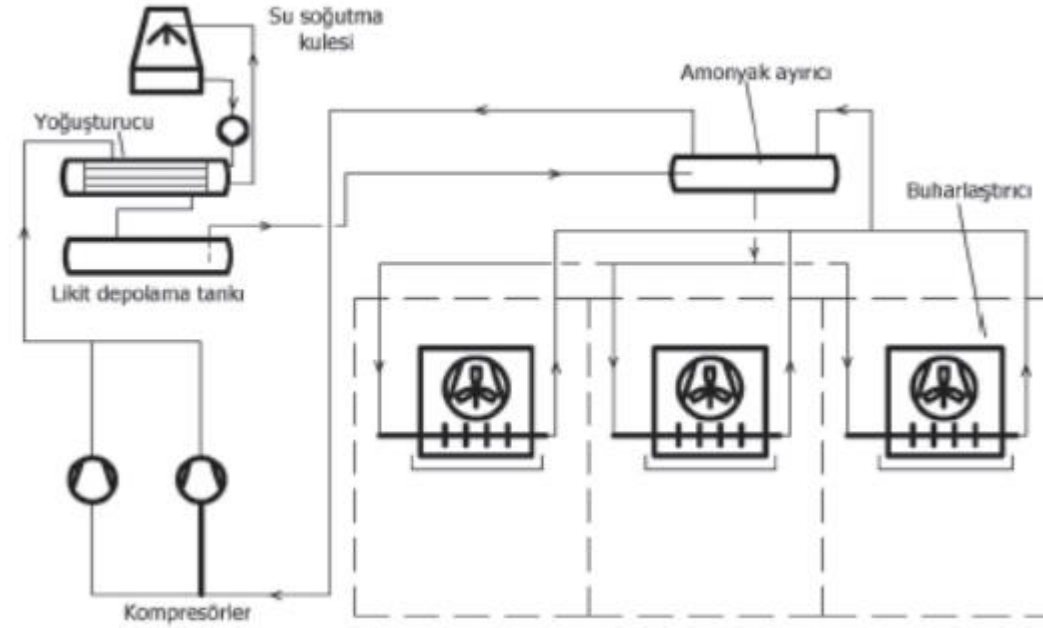 Su soğutma
kulesi
Amonyak ayırıcı
Yoğuşturucu
Buharlaştırıcı
Likit depolama tankı
Kompresörler